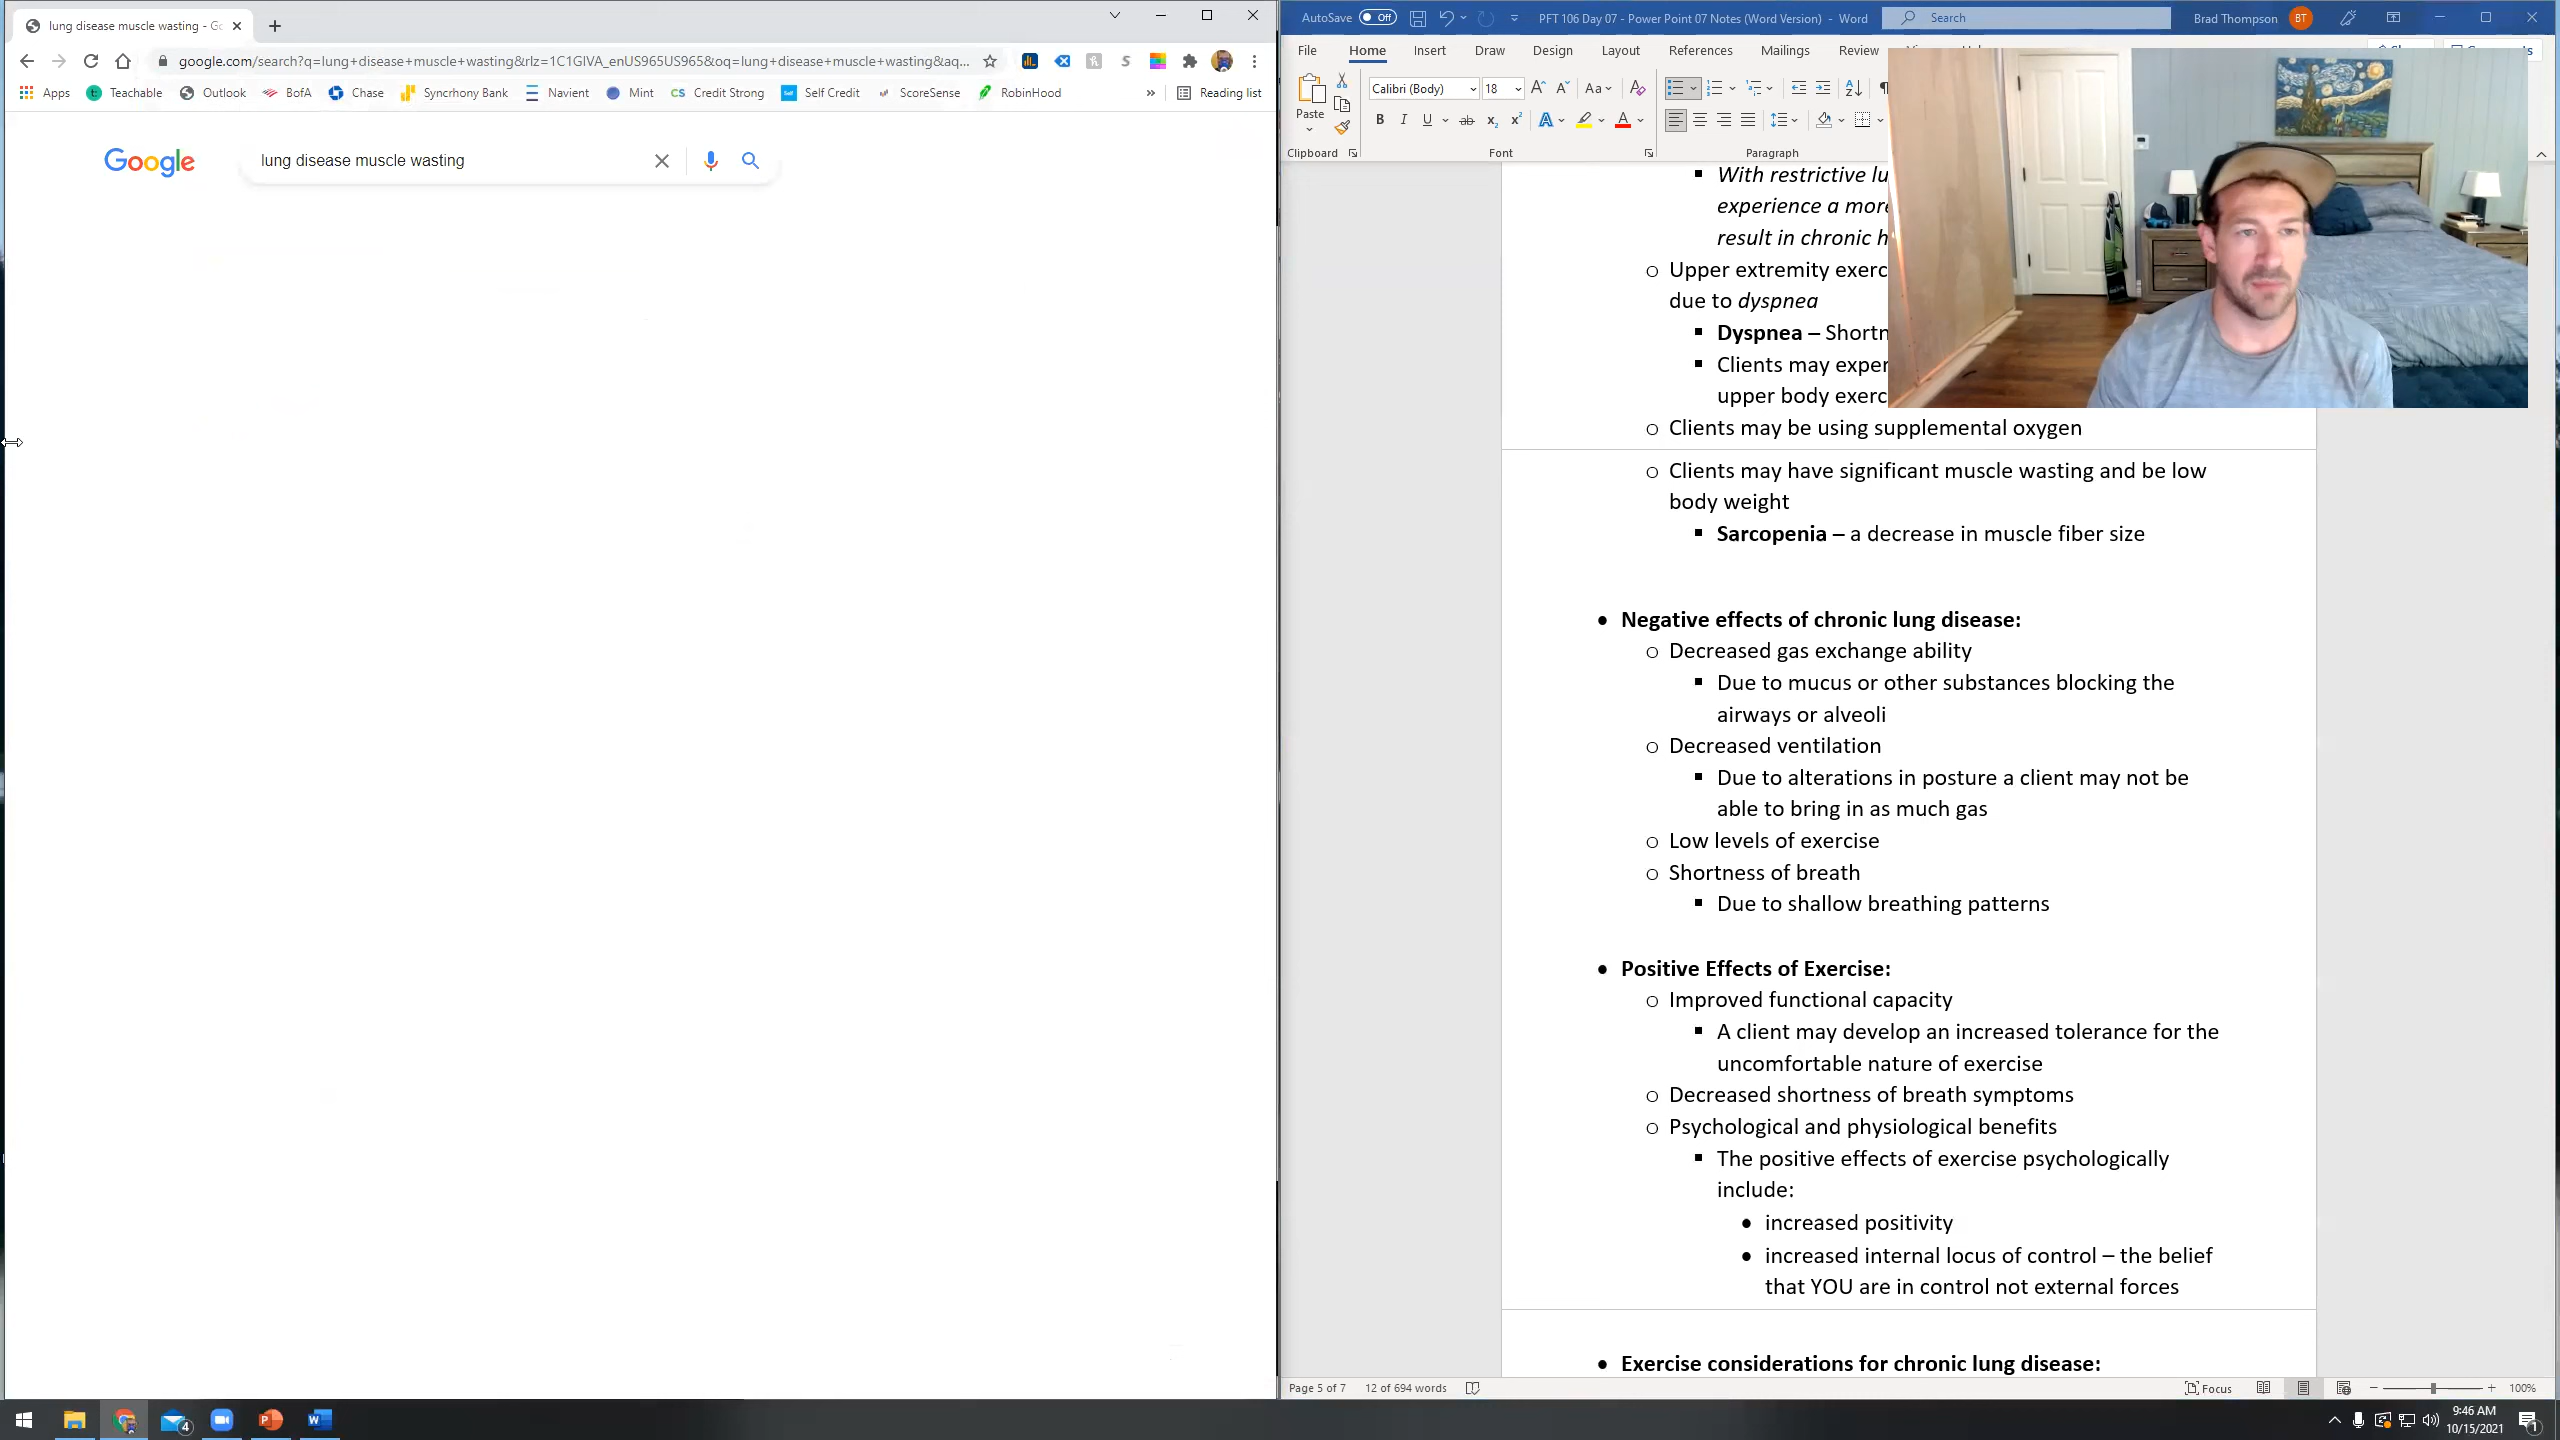 lung disease muscle wasting - Go
google.com/search?q=lung+disease+muscle+wasting&rlz=1C1GIVA_enUS965US965&oq=lung+disease+muscle+wasting&aq...
Apps Teachable Outlook BofA Chase Syncrhony Bank Navient Mint CS Credit Strong Self Credit ScoreSense RobinHood » Reading list
Google
lung disease muscle wasting
AutoSave Off PFT 106 Day 07 - Power Point 07 Notes (Word Version) - Word Search Brad Thompson BT
File Home Insert Draw Design Layout References Mailings Review
Paste
Calibri (Body) 18 Aa
B I U ab x₂ x² A A
Clipboard Font Paragraph
▪ With restrictive lu
experience a more
result in chronic h
o Upper extremity exerc
due to dyspnea
▪ Dyspnea – Shortn
▪ Clients may exper
upper body exerc
o Clients may be using supplemental oxygen
o Clients may have significant muscle wasting and be low
body weight
▪ Sarcopenia – a decrease in muscle fiber size
• Negative effects of chronic lung disease:
o Decreased gas exchange ability
▪ Due to mucus or other substances blocking the
airways or alveoli
o Decreased ventilation
▪ Due to alterations in posture a client may not be
able to bring in as much gas
o Low levels of exercise
o Shortness of breath
▪ Due to shallow breathing patterns
• Positive Effects of Exercise:
o Improved functional capacity
▪ A client may develop an increased tolerance for the
uncomfortable nature of exercise
o Decreased shortness of breath symptoms
o Psychological and physiological benefits
▪ The positive effects of exercise psychologically
include:
• increased positivity
• increased internal locus of control – the belief
that YOU are in control not external forces
• Exercise considerations for chronic lung disease:
Page 5 of 7 12 of 694 words Focus 100%
4
9:46 AM
10/15/2021
1